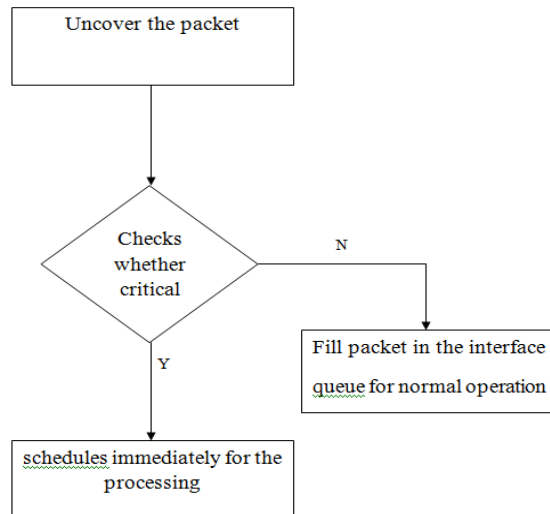 Uncover the packet
Checks
whether
critical
N
Fill packet in the interface
queue for normal operation
Y
schedules immediately for the
processing